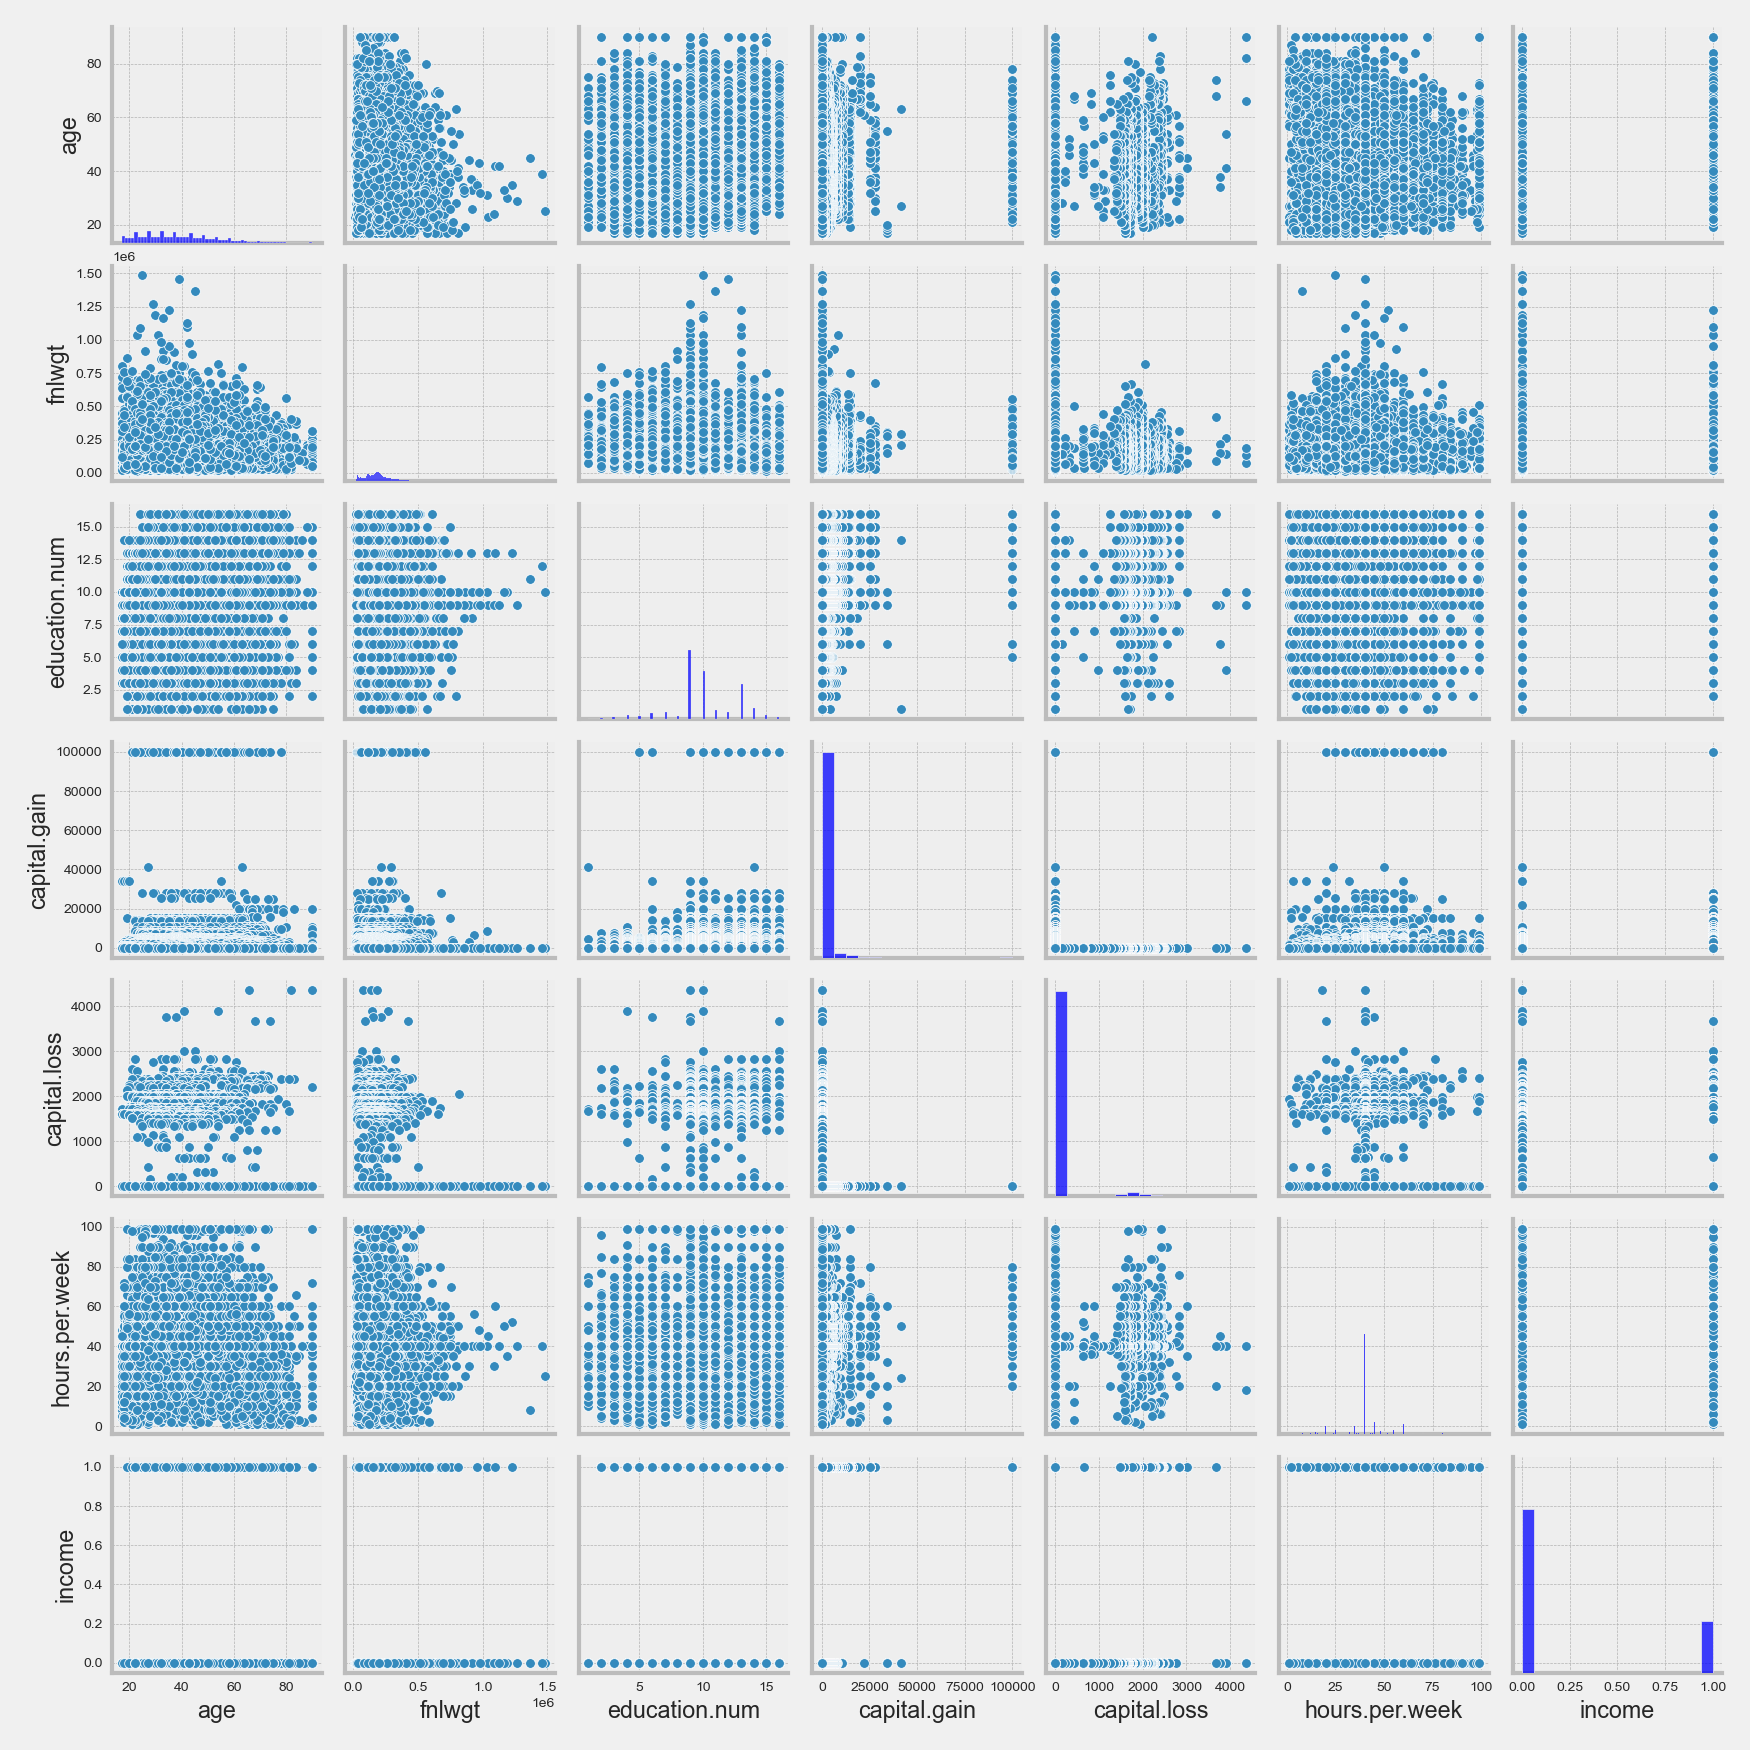 age
80
60
40
20
1e6
fnlwgt
1.50
1.25
1.00
0.75
0.50
0.25
0.00
education.num
15.0
12.5
10.0
7.5
5.0
2.5
capital.gain
100000
80000
60000
40000
20000
0
capital.loss
4000
3000
2000
1000
0
hours.per.week
100
80
60
40
20
0
income
1.0
0.8
0.6
0.4
0.2
0.0
20 40 60 80
0.0 0.5 1.0 1.5
1e6
5 10 15
0 25000 50000 75000 100000
0 1000 2000 3000 4000
0 25 50 75 100
0.00 0.25 0.50 0.75 1.00
age fnlwgt education.num capital.gain capital.loss hours.per.week income